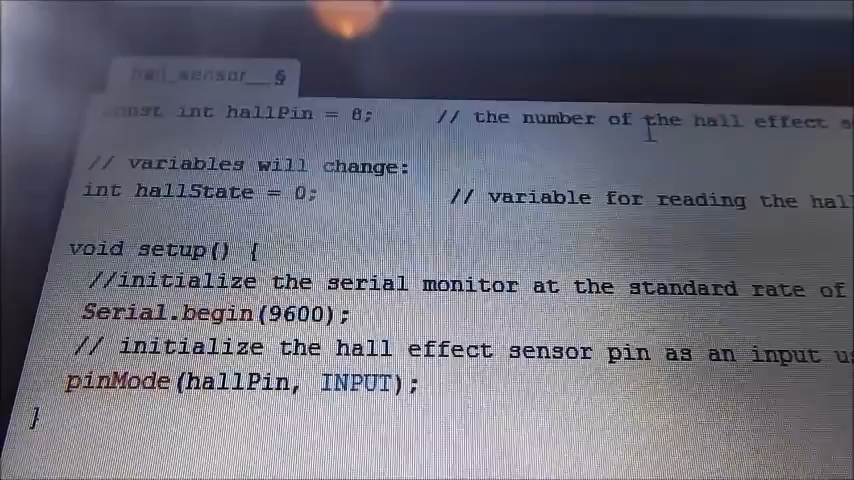 hall_sensor__§
const int hallPin = 8; // the number of the hall effect s
// variables will change:
int hallState = 0; // variable for reading the hal
void setup() {
//initialize the serial monitor at the standard rate of
Serial.begin(9600);
// initialize the hall effect sensor pin as an input u
pinMode(hallPin, INPUT);
}